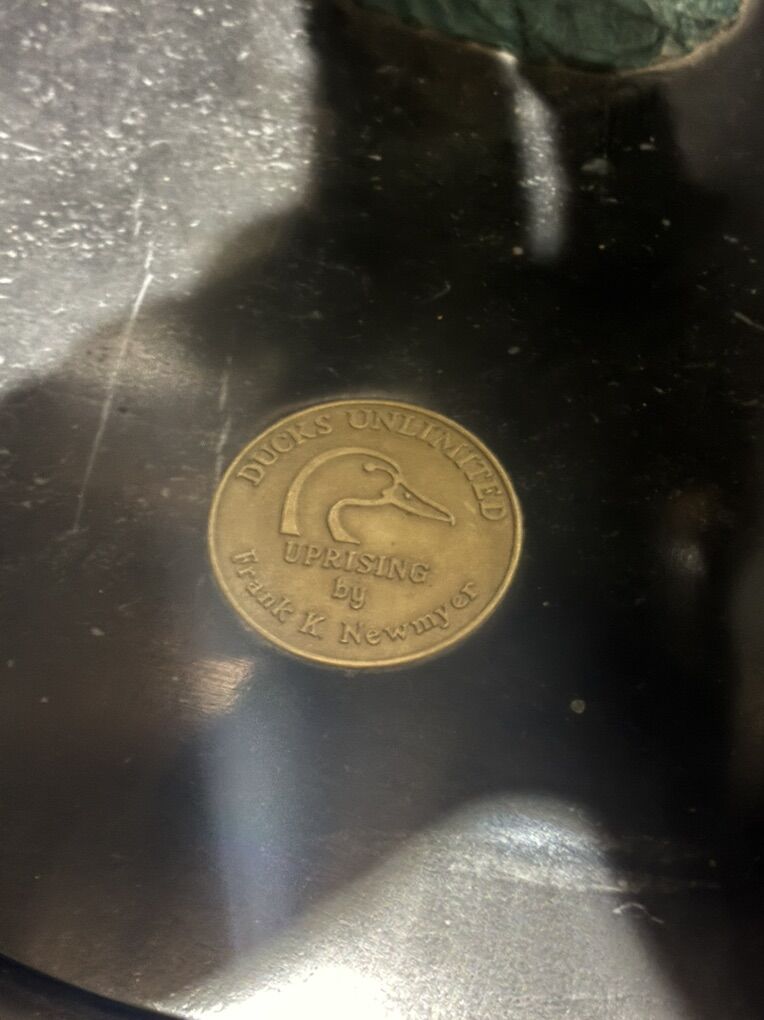 DUCKS UNLIMITED
UPRISING
by
Frank K Newmyer